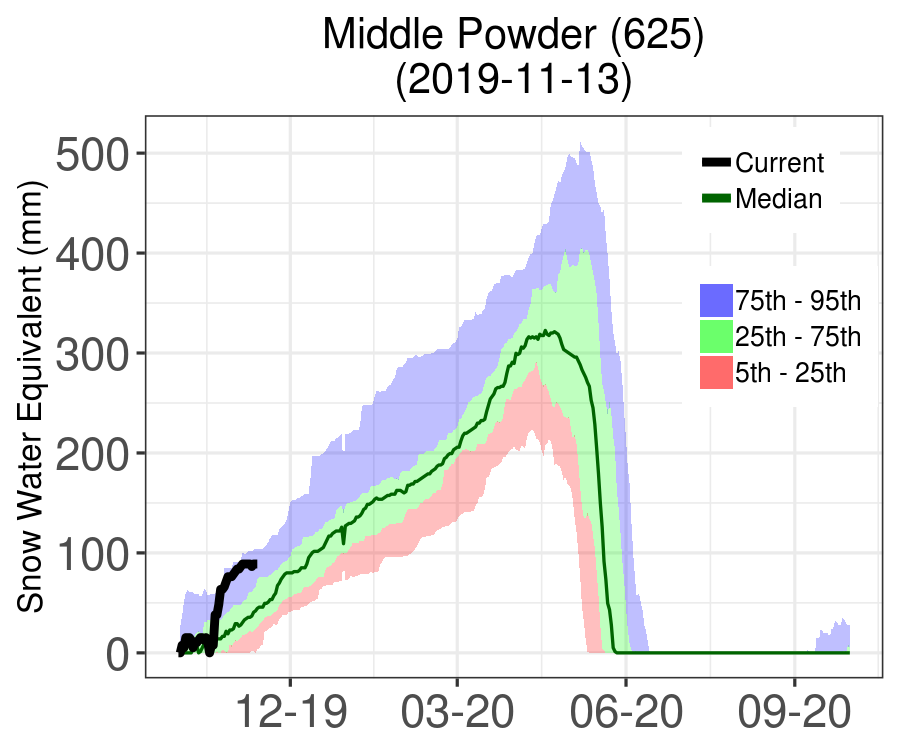 Middle Powder (625)
(2019-11-13)
Snow Water Equivalent (mm)
500
400
300
200
100
0
12-19
03-20
06-20
09-20
Current
Median
75th - 95th
25th - 75th
5th - 25th